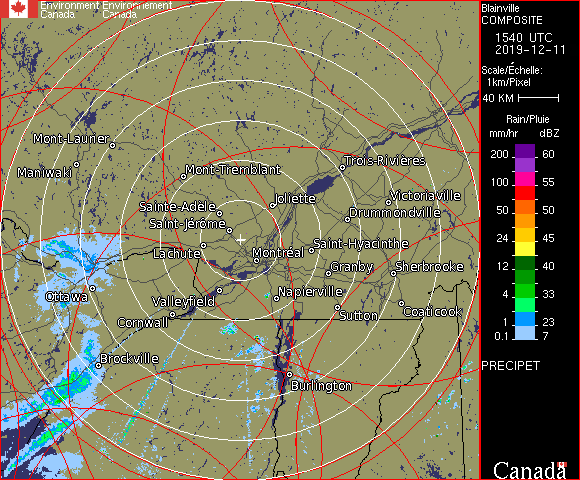 Environment Environnement
Canada Canada
Blainville
COMPOSITE
1540 UTC
2019-12-11
Scale/Échelle:
1km/Pixel
40 KM
Rain/Pluie
mm/hr dBZ
200 60
100 55
50 50
24 45
12 40
4 33
1 23
0.1 7
PRECIPET
Canada
Mont-Laurier
Maniwaki
Mont-Tremblant
Trois-Rivières
Joliette
Victoriaville
Sainte-Adèle
Drummondville
Saint-Jérôme
Lachute
Montréal
Saint-Hyacinthe
Granby
Sherbrooke
Ottawa
Valleyfield
Napierville
Cornwall
Sutton
Coaticook
Brockville
Burlington